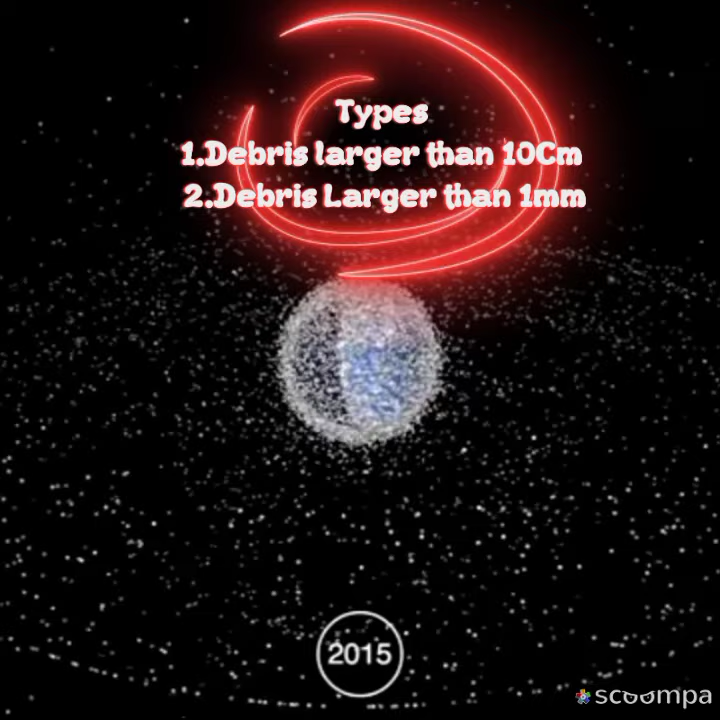 Types
1.Debris larger than 10Cm
2.Debris Larger than 1mm
2015
scoompa